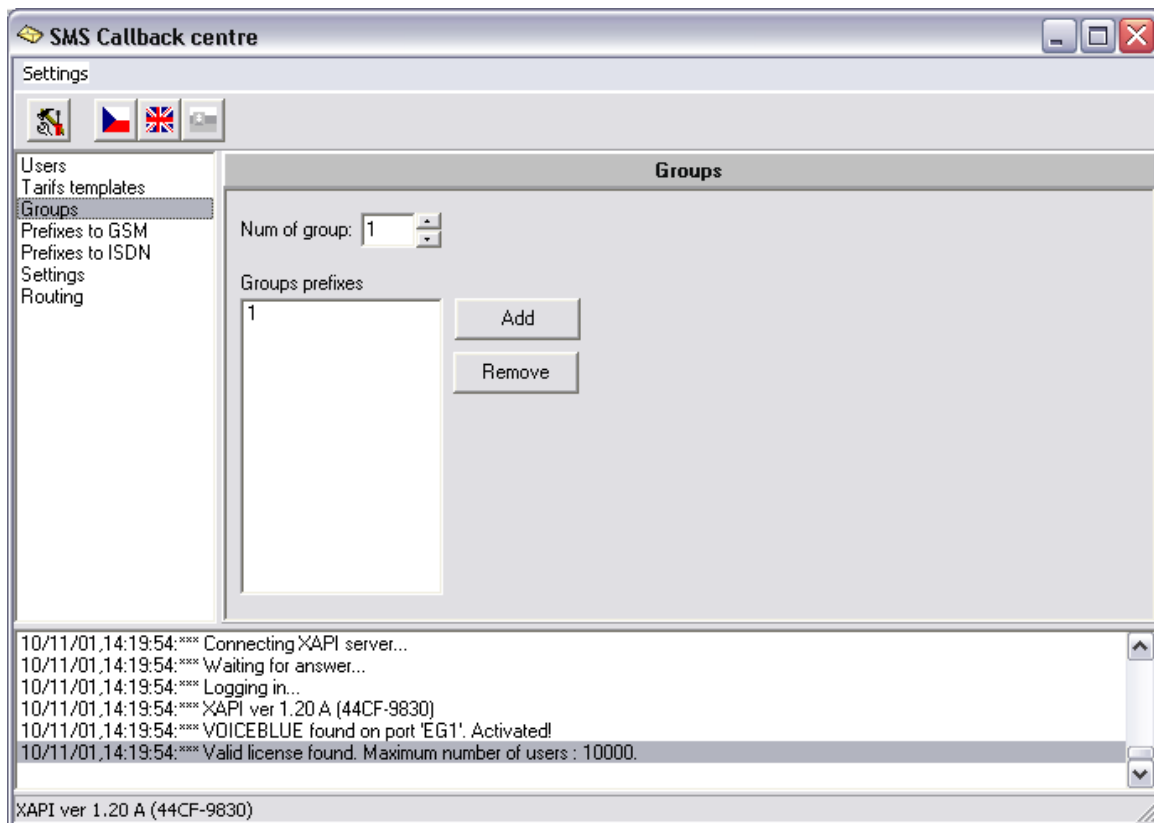 SMS Callback centre
Settings
Users
Tarifs templates
Groups
Prefixes to GSM
Prefixes to ISDN
Settings
Routing
Groups
Num of group: 1
Groups prefixes
1
Add
Remove
10/11/01,14:19:54:*** Connecting XAPI server...
10/11/01,14:19:54:*** Waiting for answer...
10/11/01,14:19:54:*** Logging in...
10/11/01,14:19:54:*** XAPI ver 1.20 A (44CF-9830)
10/11/01,14:19:54:*** VOICEBLUE found on port 'EG1'. Activated!
10/11/01,14:19:54:*** Valid license found. Maximum number of users : 10000.
XAPI ver 1.20 A (44CF-9830)